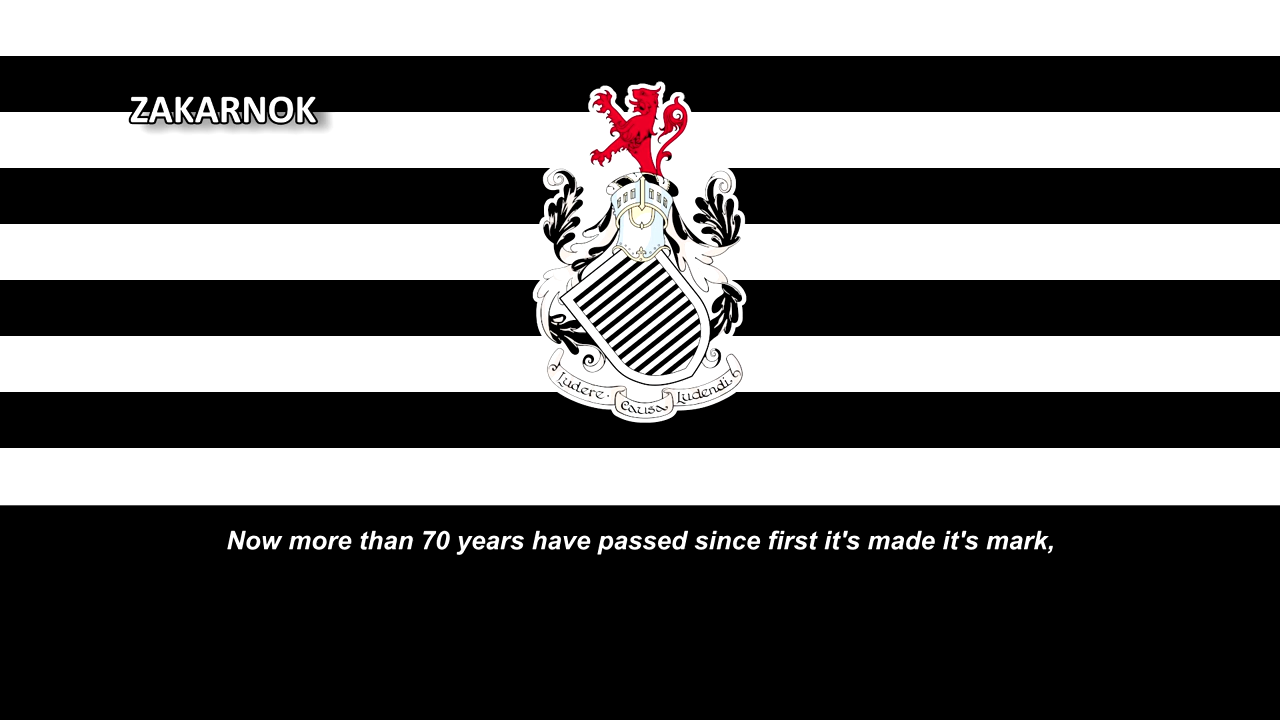 ZAKARNOK
Ludere · Causa Ludendi
Now more than 70 years have passed since first it's made it's mark,